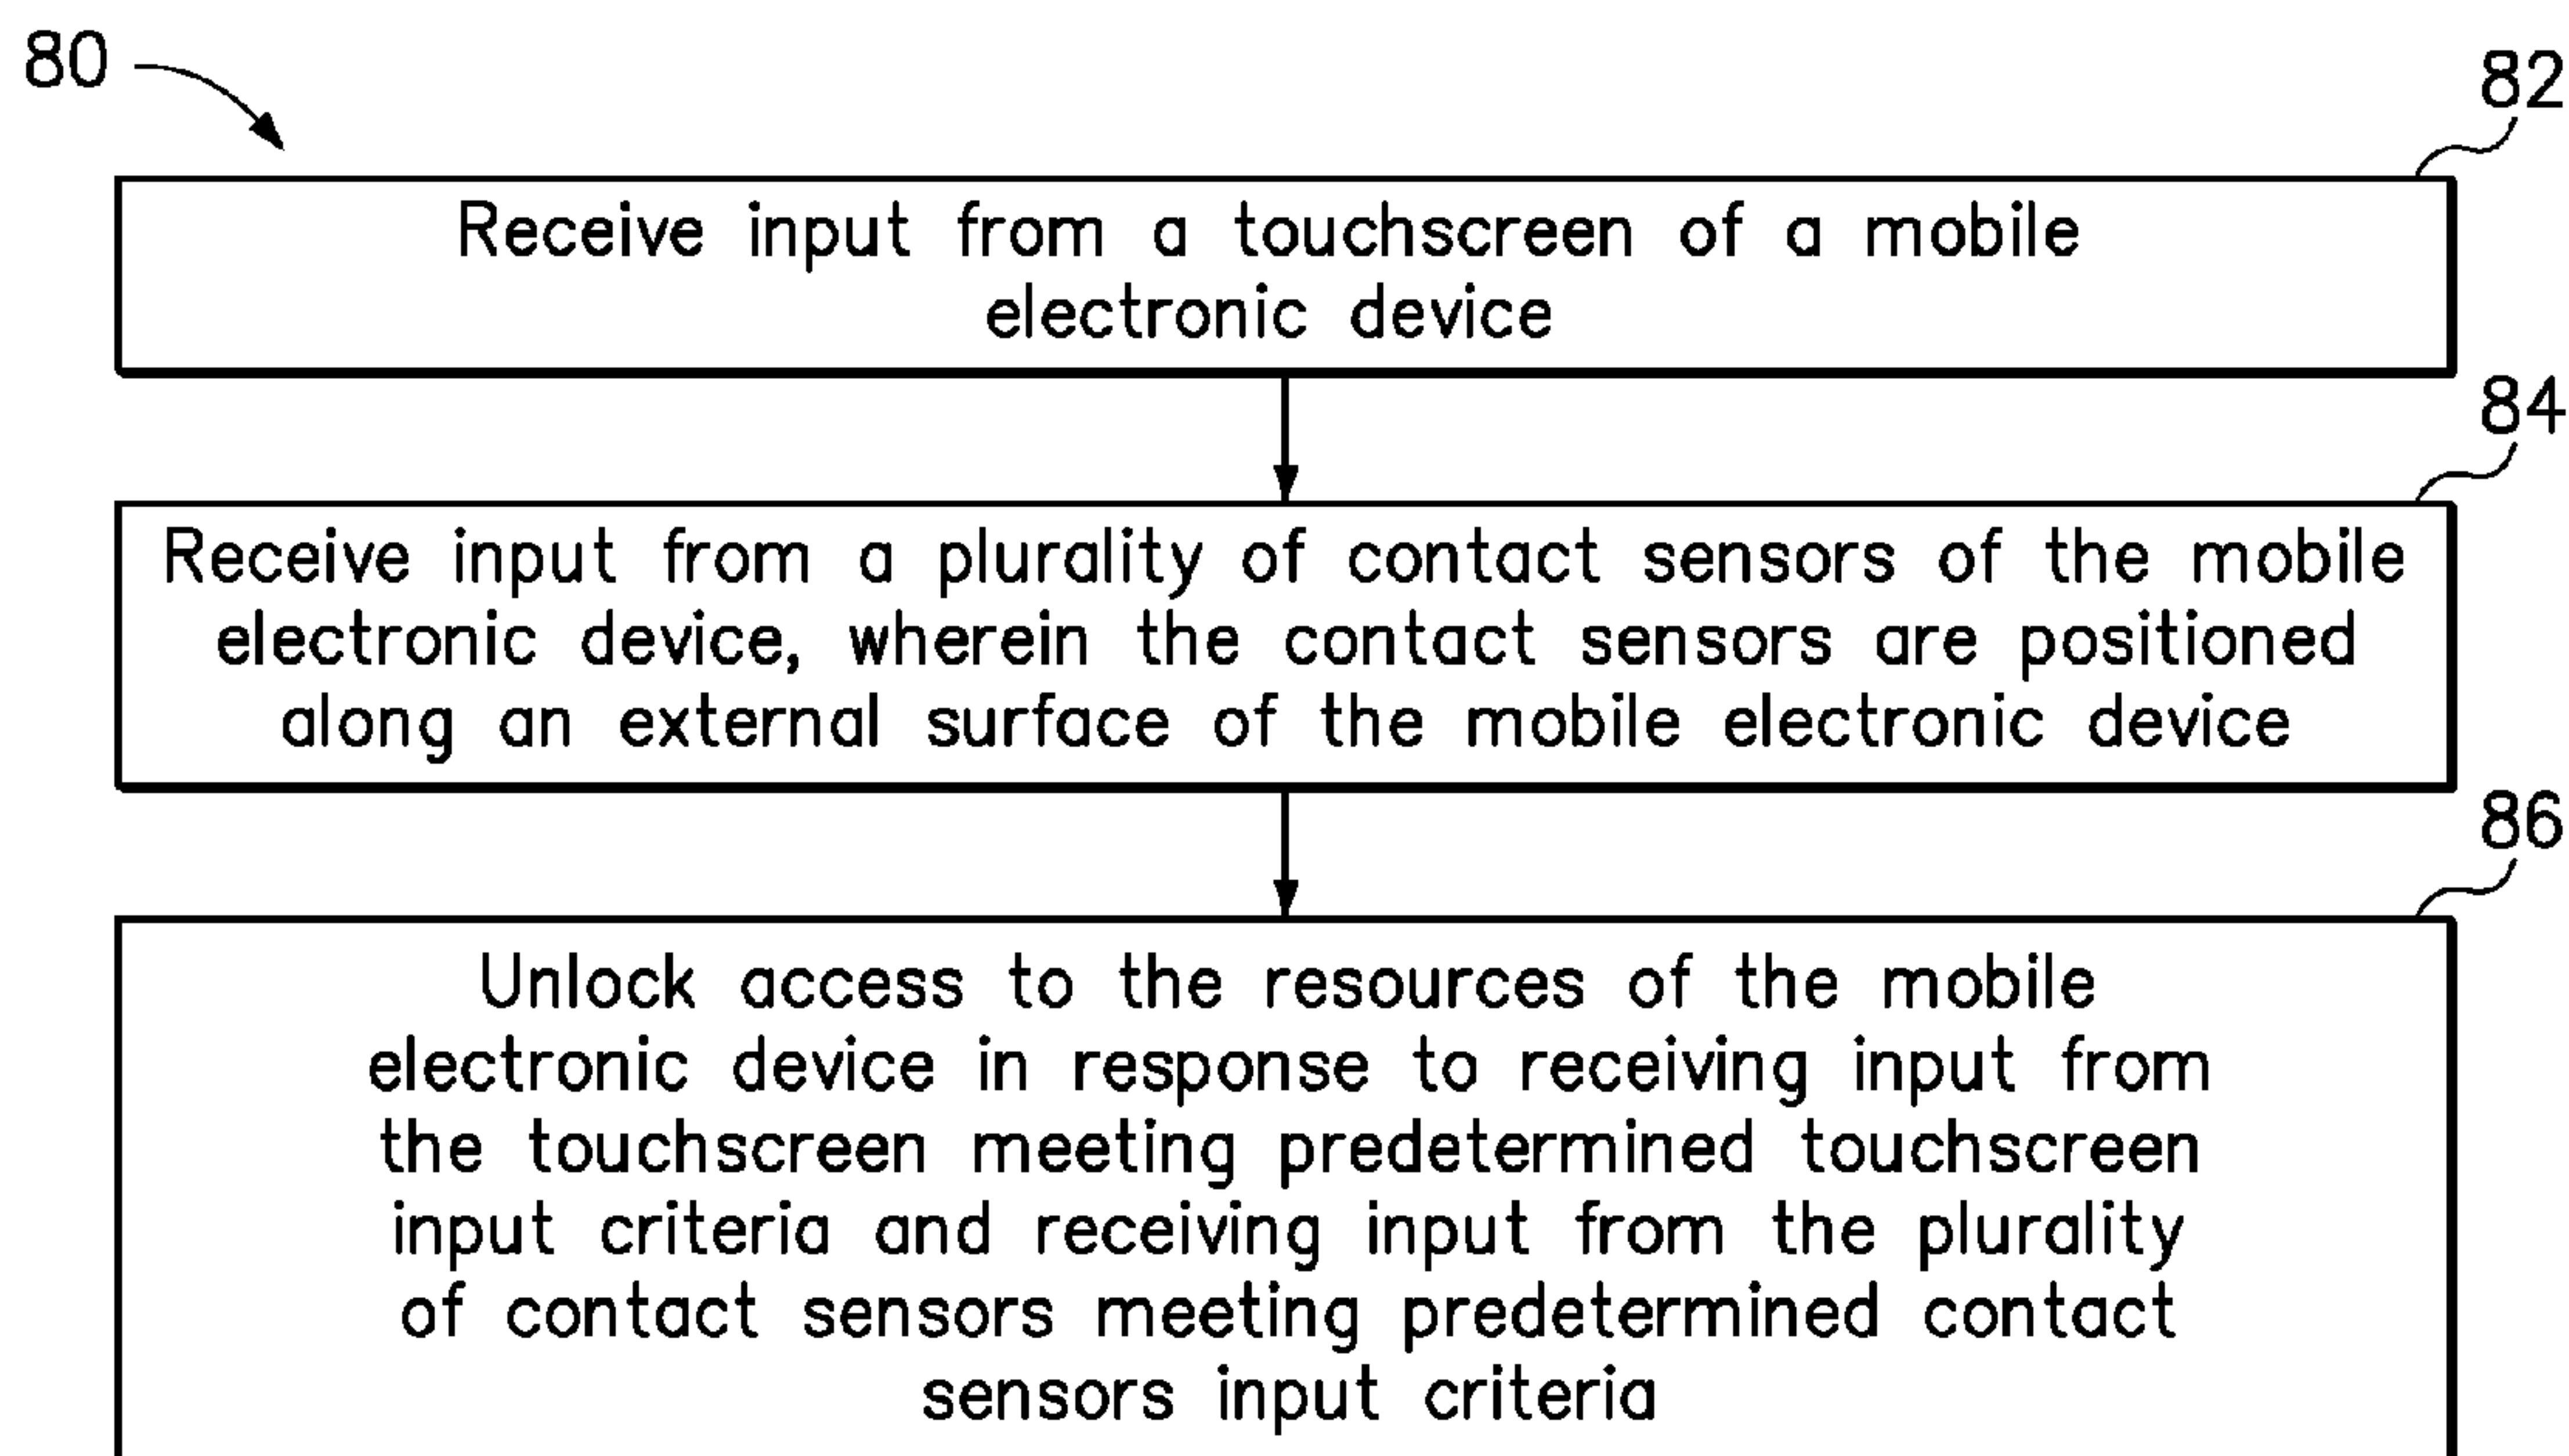 80
82
Receive input from a touchscreen of a mobile
electronic device
84
Receive input from a plurality of contact sensors of the mobile
electronic device, wherein the contact sensors are positioned
along an external surface of the mobile electronic device
86
Unlock access to the resources of the mobile
electronic device in response to receiving input from
the touchscreen meeting predetermined touchscreen
input criteria and receiving input from the plurality
of contact sensors meeting predetermined contact
sensors input criteria